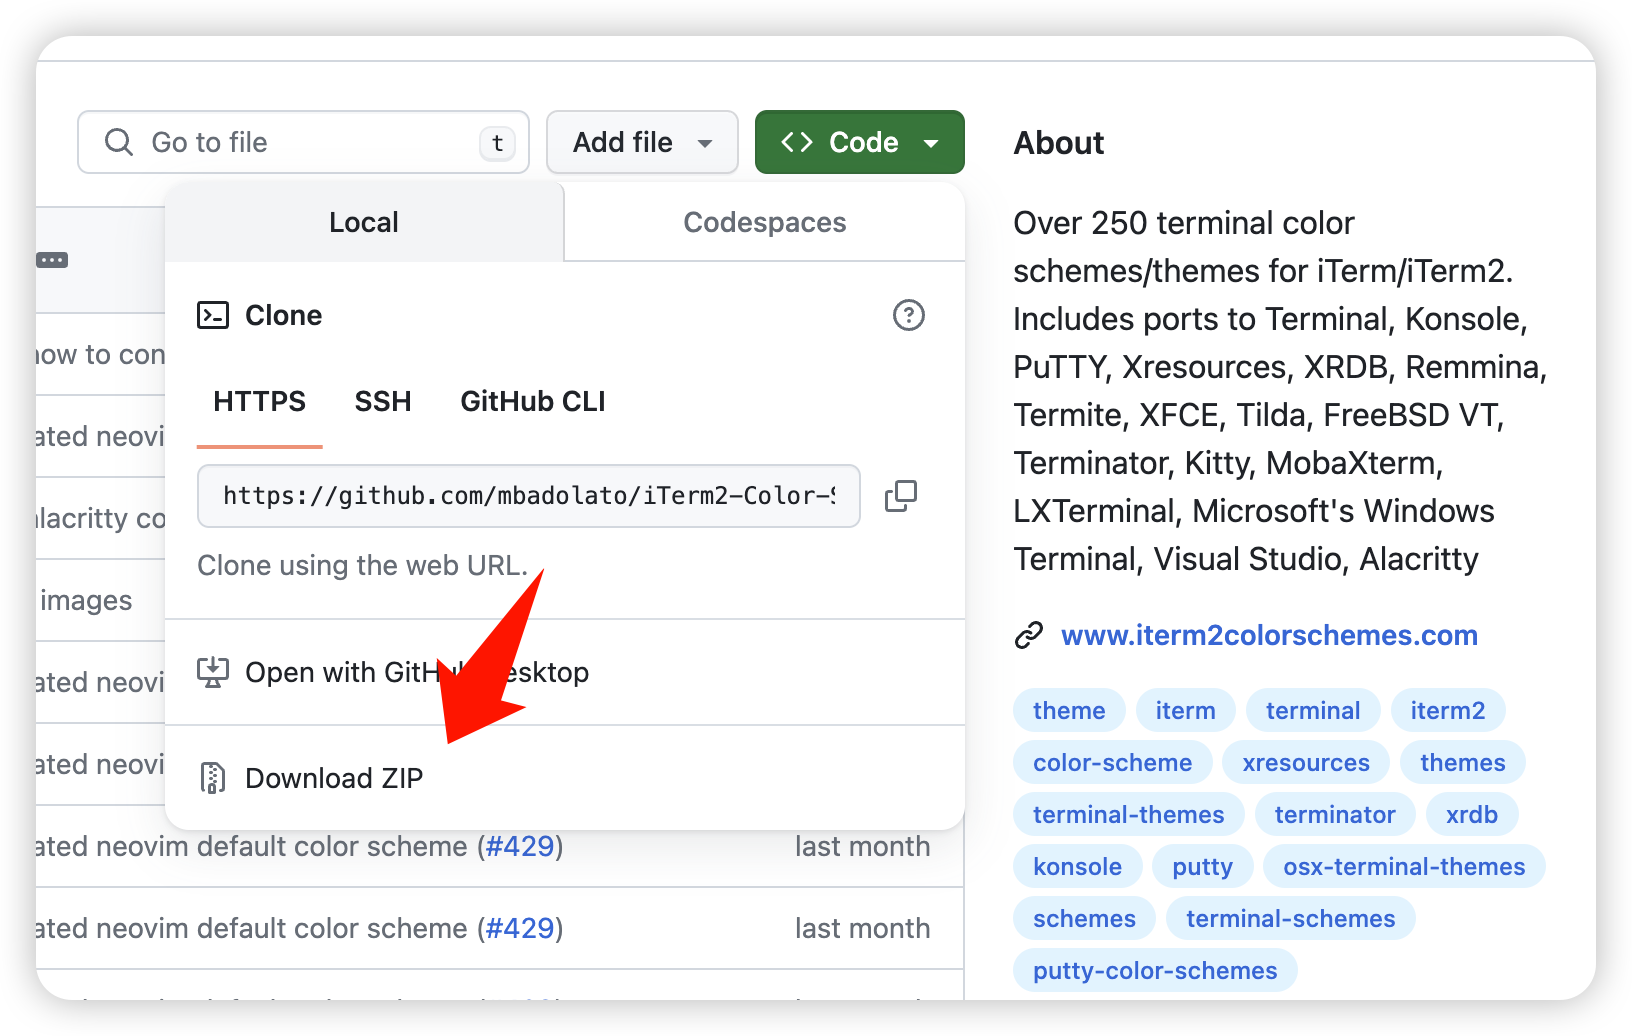 Go to file
t
Add file
Code
Local
Codespaces
Clone
HTTPS
SSH
GitHub CLI
https://github.com/mbadolato/iTerm2-Color-S
Clone using the web URL.
Open with GitHub Desktop
Download ZIP
how to con
ated neovi
alacritty co
images
ated neovi
ated neovi
ated neovim default color scheme (#429)
last month
ated neovim default color scheme (#429)
last month
About
Over 250 terminal color
schemes/themes for iTerm/iTerm2.
Includes ports to Terminal, Konsole,
PuTTY, Xresources, XRDB, Remmina,
Termite, XFCE, Tilda, FreeBSD VT,
Terminator, Kitty, MobaXterm,
LXTerminal, Microsoft's Windows
Terminal, Visual Studio, Alacritty
www.iterm2colorschemes.com
theme
iterm
terminal
iterm2
color-scheme
xresources
themes
terminal-themes
terminator
xrdb
konsole
putty
osx-terminal-themes
schemes
terminal-schemes
putty-color-schemes